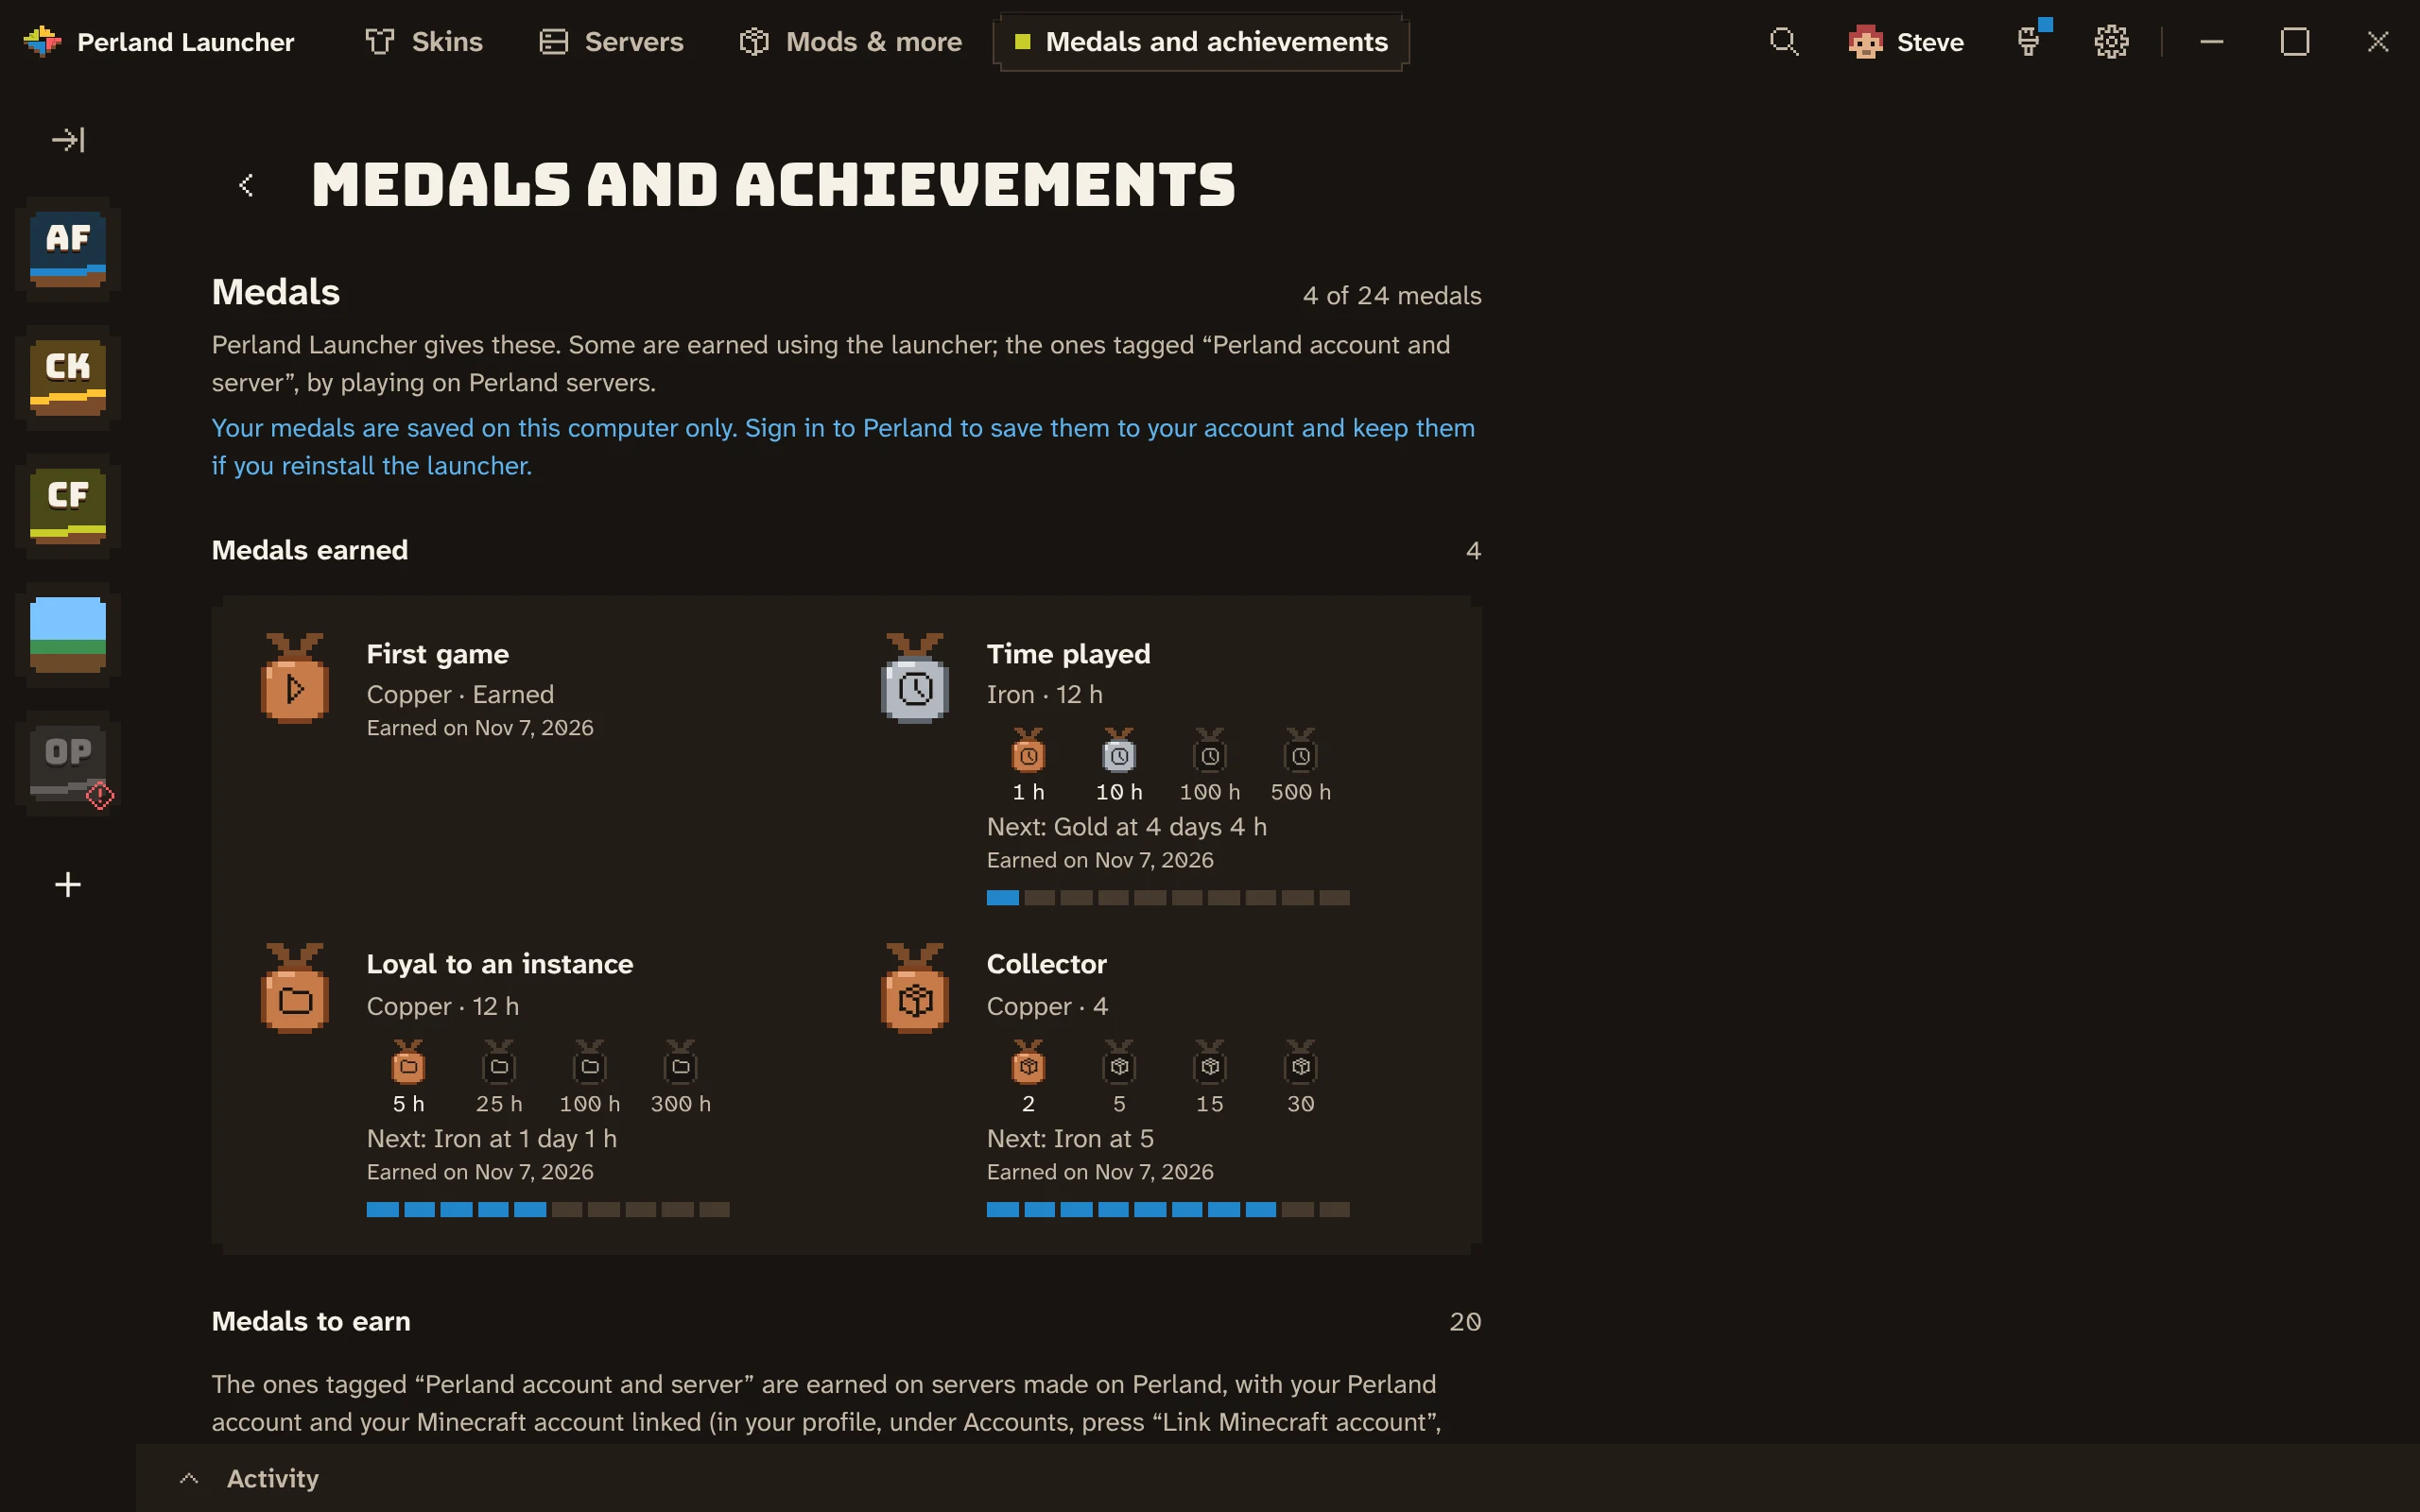 Perland Launcher
Skins
Servers
Mods & more
Medals and achievements
Steve
AF
CK
CF
OP
MEDALS AND ACHIEVEMENTS
Medals
4 of 24 medals
Perland Launcher gives these. Some are earned using the launcher; the ones tagged “Perland account and
server”, by playing on Perland servers.
Your medals are saved on this computer only. Sign in to Perland to save them to your account and keep them
if you reinstall the launcher.
Medals earned
4
First game
Copper · Earned
Earned on Nov 7, 2026
Time played
Iron · 12 h
1 h
10 h
100 h
500 h
Next: Gold at 4 days 4 h
Earned on Nov 7, 2026
Loyal to an instance
Copper · 12 h
5 h
25 h
100 h
300 h
Next: Iron at 1 day 1 h
Earned on Nov 7, 2026
Collector
Copper · 4
2
5
15
30
Next: Iron at 5
Earned on Nov 7, 2026
Medals to earn
20
The ones tagged “Perland account and server” are earned on servers made on Perland, with your Perland
account and your Minecraft account linked (in your profile, under Accounts, press “Link Minecraft account”,
Activity